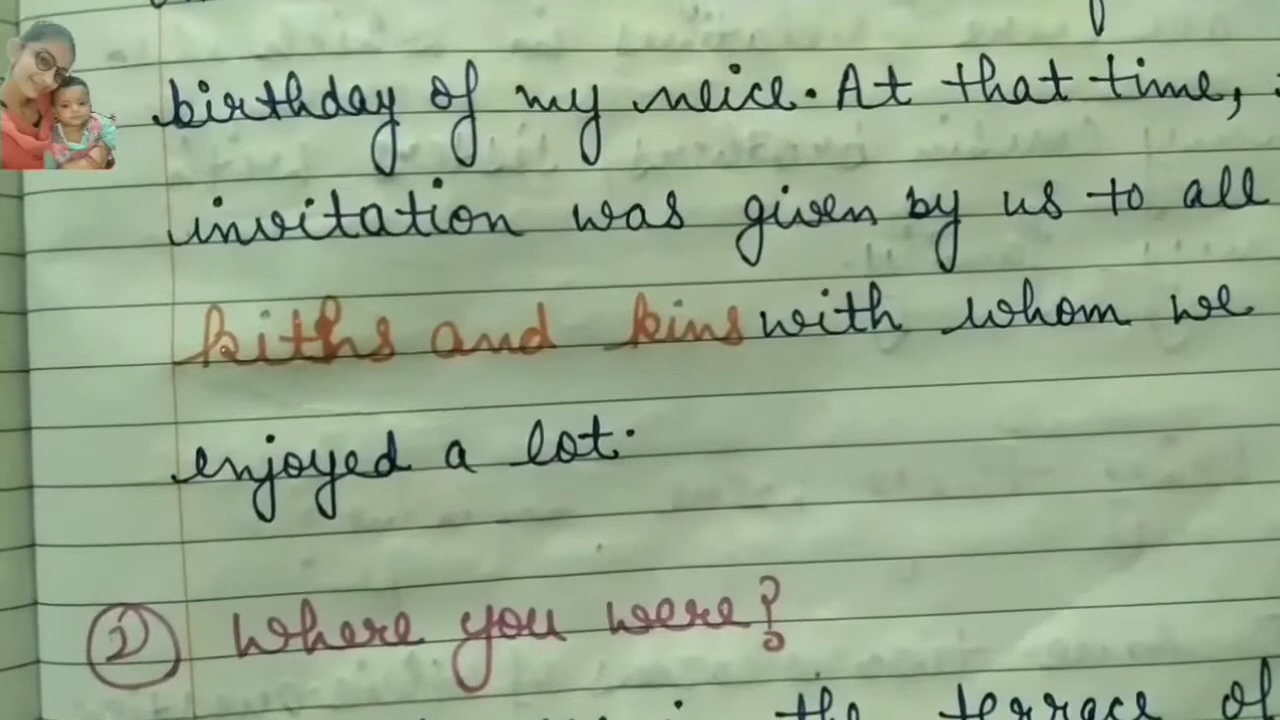 birthday of my neice. At that time,
invitation was given by us to all
kiths and kins with whom we
enjoyed a lot.
② Where you were?
the terrace of